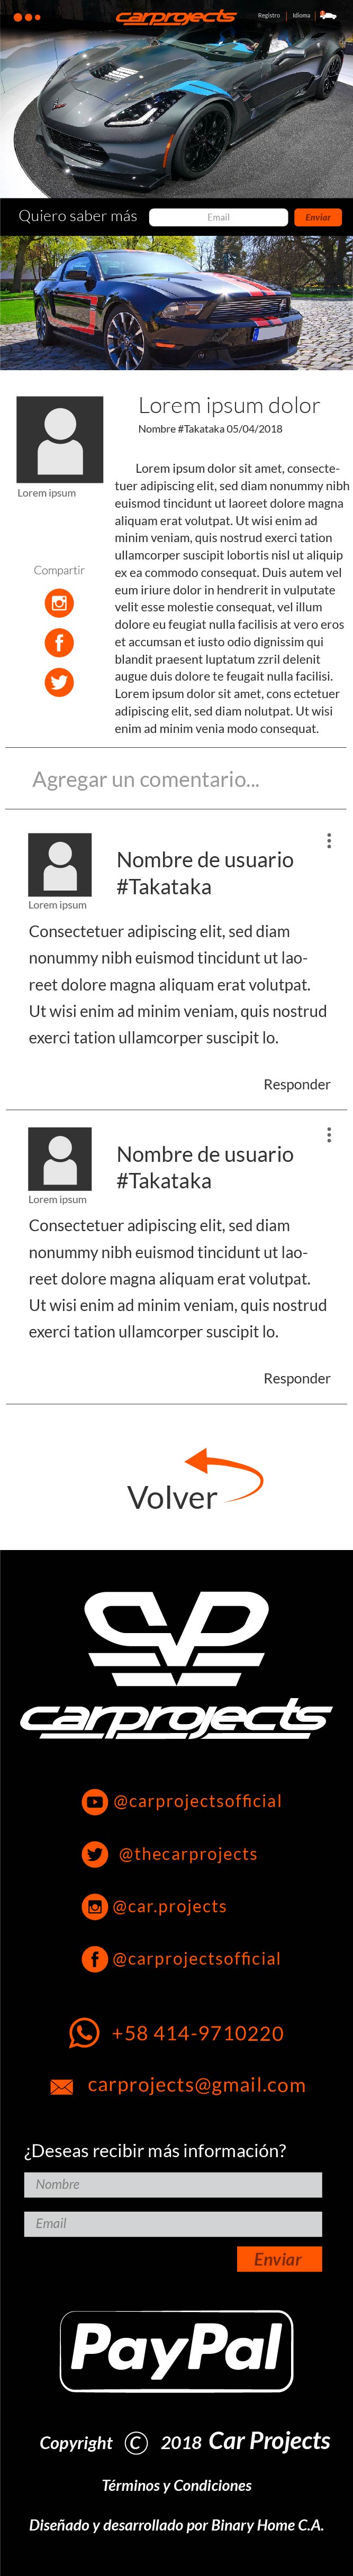 carprojects
Registro | Idioma |
Quiero saber más
Email
Enviar
Lorem ipsum dolor
Nombre #Takataka 05/04/2018
Lorem ipsum
Lorem ipsum dolor sit amet, consecte-
tuer adipiscing elit, sed diam nonummy nibh
euismod tincidunt ut laoreet dolore magna
aliquam erat volutpat. Ut wisi enim ad
minim veniam, quis nostrud exerci tation
ullamcorper suscipit lobortis nisl ut aliquip
ex ea commodo consequat. Duis autem vel
eum iriure dolor in hendrerit in vulputate
velit esse molestie consequat, vel illum
dolore eu feugiat nulla facilisis at vero eros
et accumsan et iusto odio dignissim qui
blandit praesent luptatum zzril delenit
augue duis dolore te feugait nulla facilisi.
Lorem ipsum dolor sit amet, cons ectetuer
adipiscing elit, sed diam nolutpat. Ut wisi
enim ad minim venia modo consequat.
Compartir
Agregar un comentario...
Nombre de usuario
#Takataka
Lorem ipsum
Consectetuer adipiscing elit, sed diam
nonummy nibh euismod tincidunt ut lao-
reet dolore magna aliquam erat volutpat.
Ut wisi enim ad minim veniam, quis nostrud
exerci tation ullamcorper suscipit lo.
Responder
Nombre de usuario
#Takataka
Lorem ipsum
Consectetuer adipiscing elit, sed diam
nonummy nibh euismod tincidunt ut lao-
reet dolore magna aliquam erat volutpat.
Ut wisi enim ad minim veniam, quis nostrud
exerci tation ullamcorper suscipit lo.
Responder
Volver
carprojects
@carprojectsofficial
@thecarprojects
@car.projects
@carprojectsofficial
+58 414-9710220
carprojects@gmail.com
¿Deseas recibir más información?
Nombre
Email
Enviar
PayPal
Copyright © 2018 Car Projects
Términos y Condiciones
Diseñado y desarrollado por Binary Home C.A.